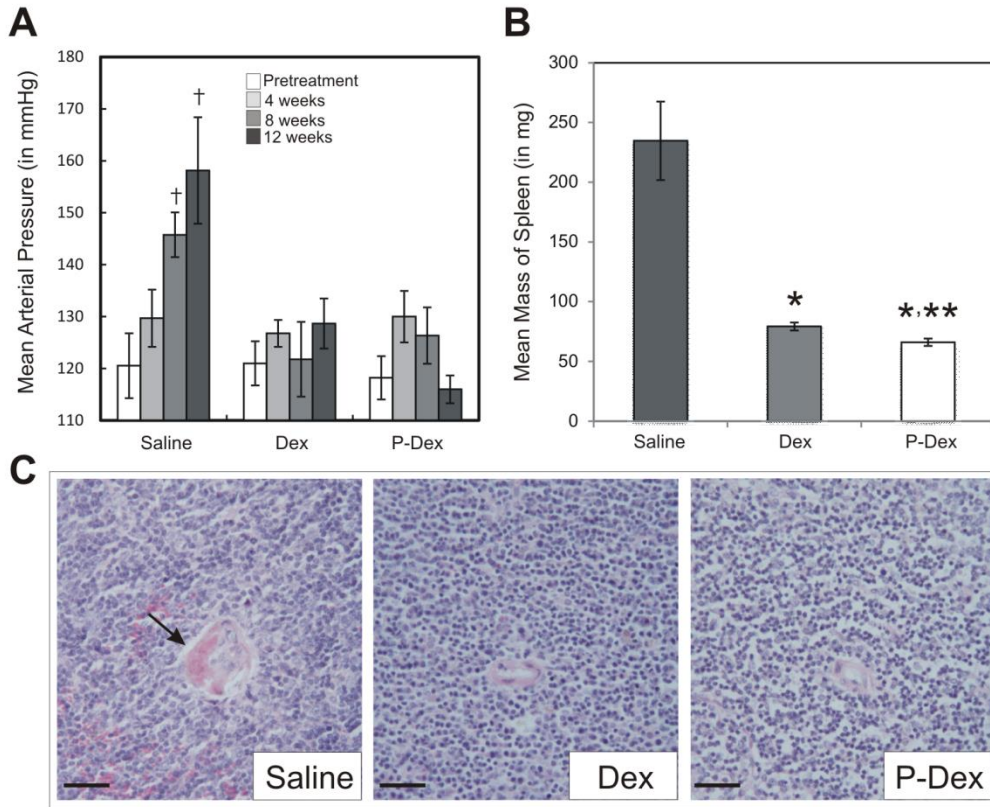 A
Mean Arterial Pressure (in mmHg)
180
170
160
150
140
130
120
110
Pretreatment
4 weeks
8 weeks
12 weeks
†
†
Saline
Dex
P-Dex
B
Mean Mass of Spleen (in mg)
300
250
200
150
100
50
0
*
*,**
Saline
Dex
P-Dex
C
Saline
Dex
P-Dex